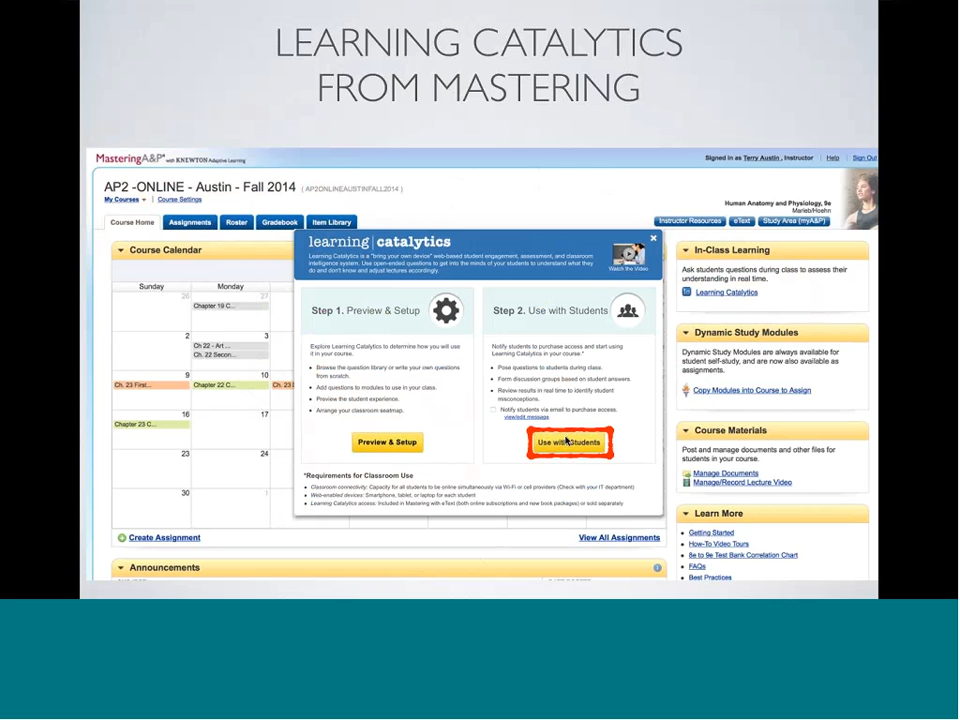 LEARNING CATALYTICS
FROM MASTERING
MasteringA&P® with KNEWTON Adaptive Learning
Signed in as Terry Austin, Instructor | Help | Sign Out
AP2 -ONLINE - Austin - Fall 2014 ( AP2ONLINEAUSTINFALL2014 )
My Courses Course Settings
Human Anatomy and Physiology, 9e
Marieb/Hoehn
Course Home Assignments Roster Gradebook Item Library
Instructor Resources eText Study Area (myA&P)
Course Calendar
Sunday Monday
26 27
Chapter 19 C...
2 3
Ch 22 - Art ...
Ch. 22 Secon...
9 10
Ch. 23 First... Chapter 22 C... Ch. 23 I
16 17
Chapter 23 C...
23 24
30 1
Create Assignment View All Assignments
Announcements
learning | catalytics
Learning Catalytics is a "bring your own device" web-based student engagement, assessment, and classroom
intelligence system. Use open-ended questions to get into the minds of your students to understand what they
do and don't know and adjust lectures accordingly.
Watch the Video
Step 1. Preview & Setup
Explore Learning Catalytics to determine how you will use
it in your course.
• Browse the question library or write your own questions
from scratch.
• Add questions to modules to use in your class.
• Preview the student experience.
• Arrange your classroom seatmap.
Preview & Setup
Step 2. Use with Students
Notify students to purchase access and start using
Learning Catalytics in your course.*
• Pose questions to students during class.
• Form discussion groups based on student answers.
• Review results in real time to identify student
misconceptions.
Notify students via email to purchase access.
view/edit message
Use with Students
*Requirements for Classroom Use
• Classroom connectivity: Capacity for all students to be online simultaneously via Wi-Fi or cell providers (Check with your IT department)
• Web-enabled devices: Smartphone, tablet, or laptop for each student
• Learning Catalytics access: Included in Mastering with eText (both online subscriptions and new book packages) or sold separately
In-Class Learning
Ask students questions during class to assess their
understanding in real time.
Learning Catalytics
Dynamic Study Modules
Dynamic Study Modules are always available for
student self-study, and are now also available as
assignments.
Copy Modules into Course to Assign
Course Materials
Post and manage documents and other files for
students in your course.
Manage Documents
Manage/Record Lecture Video
Learn More
• Getting Started
• How-To Video Tours
• 8e to 9e Test Bank Correlation Chart
• FAQs
• Best Practices